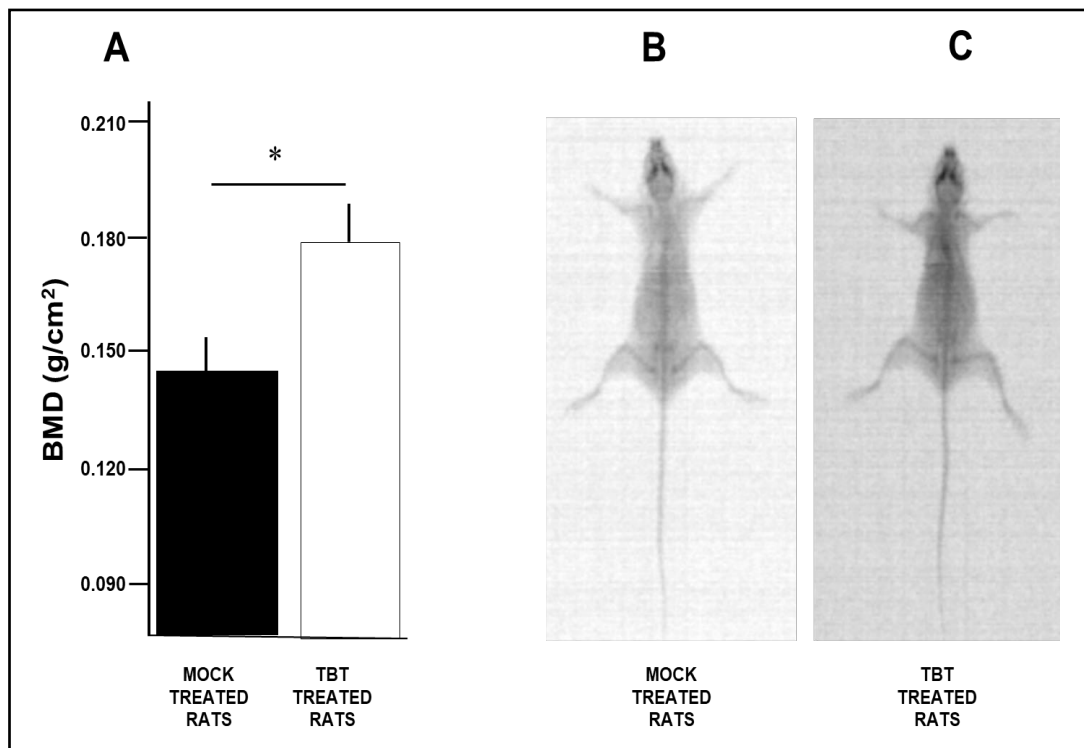 A
B
C
0.210
0.180
0.150
0.120
0.090
BMD (g/cm²)
*
MOCK
TREATED
RATS
TBT
TREATED
RATS
MOCK
TREATED
RATS
TBT
TREATED
RATS